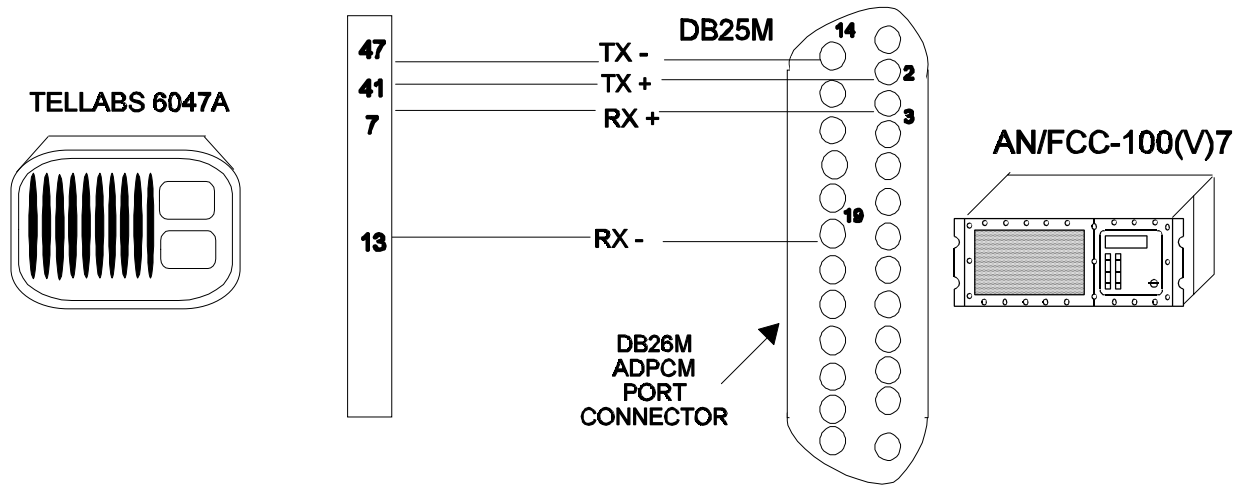 DB25M
14
47
TX -
2
41
TX +
TELLABS 6047A
7
RX +
3
AN/FCC-100(V)7
19
13
RX -
DB26M
ADPCM
PORT
CONNECTOR